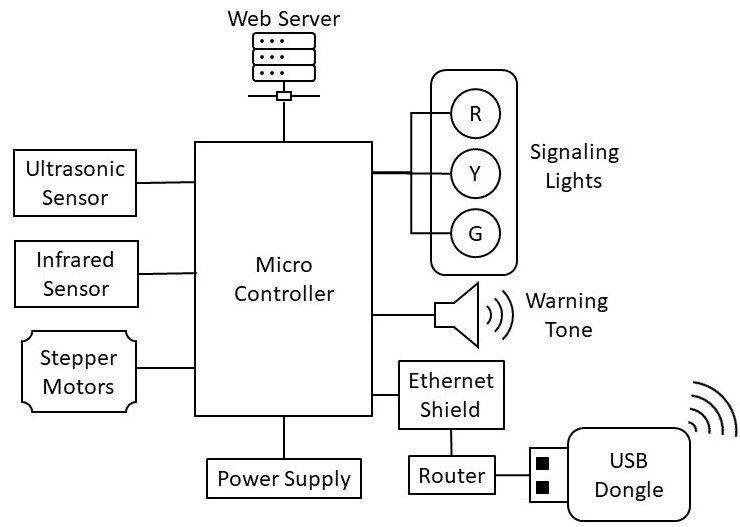 Web Server
R
Y
G
Signaling
Lights
Ultrasonic
Sensor
Infrared
Sensor
Micro
Controller
Warning
Tone
Stepper
Motors
Ethernet
Shield
Power Supply
Router
USB
Dongle